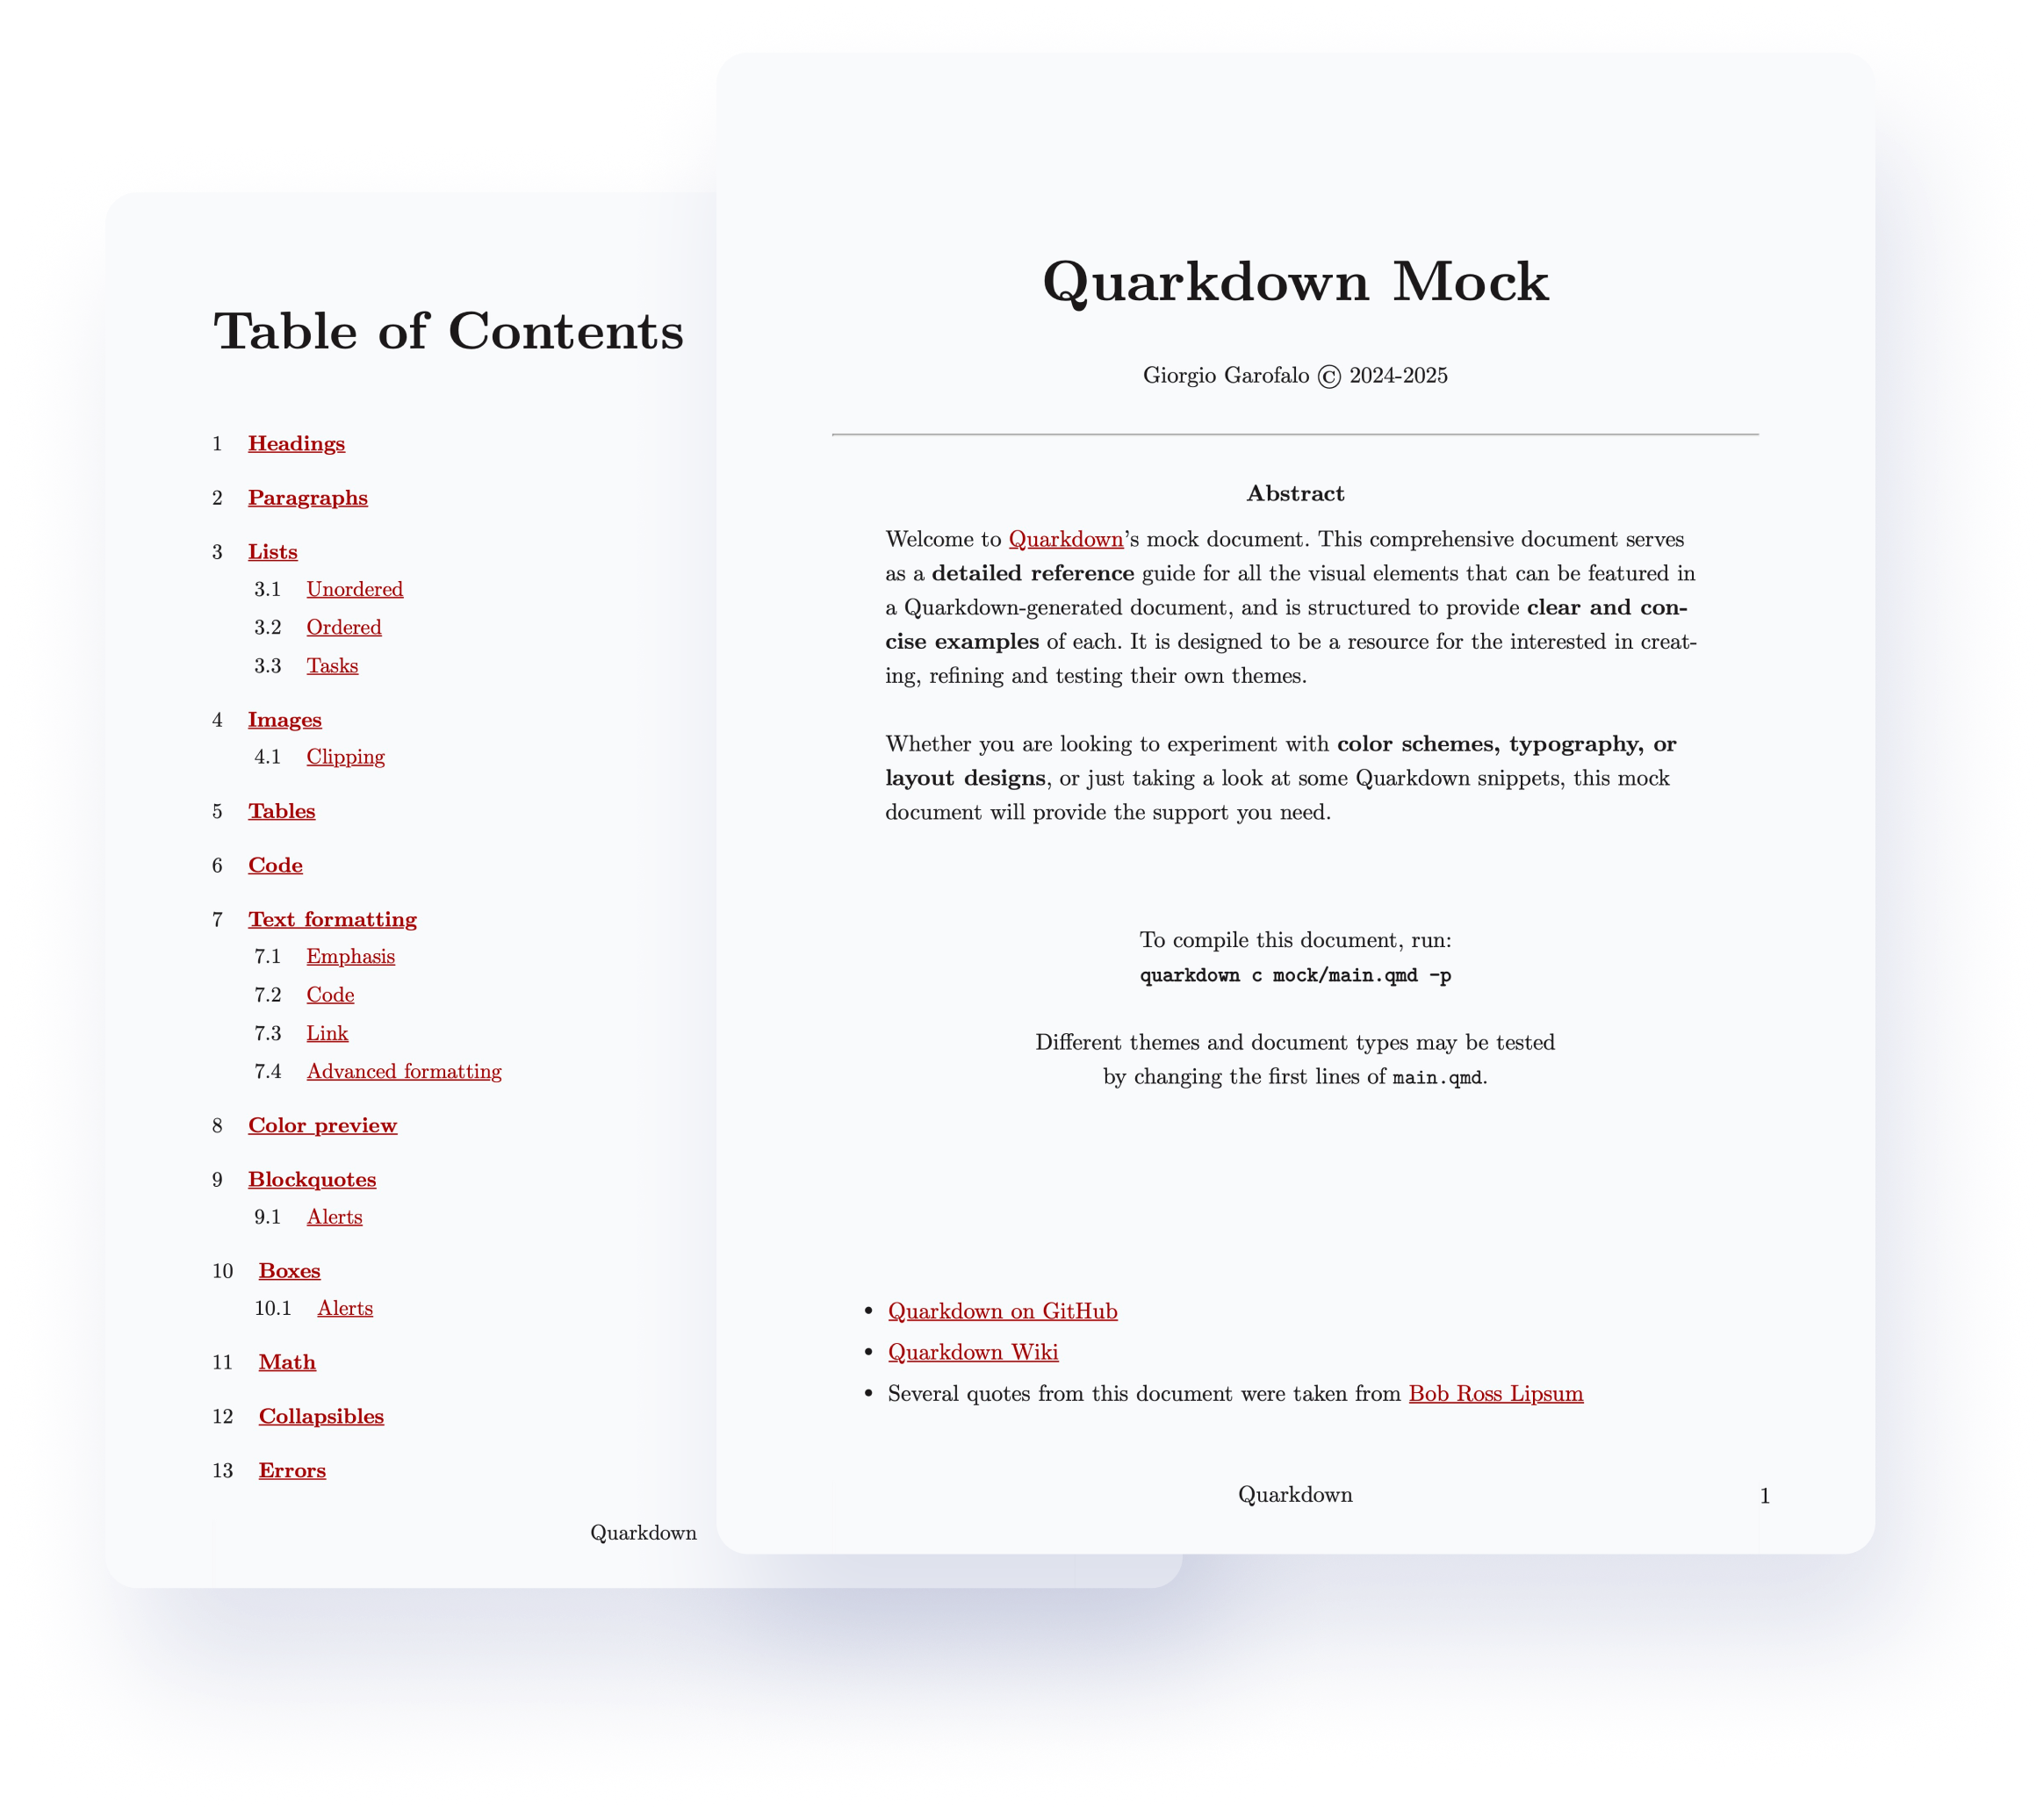 Table of Contents
1 Headings
2 Paragraphs
3 Lists
3.1 Unordered
3.2 Ordered
3.3 Tasks
4 Images
4.1 Clipping
5 Tables
6 Code
7 Text formatting
7.1 Emphasis
7.2 Code
7.3 Link
7.4 Advanced formatting
8 Color preview
9 Blockquotes
9.1 Alerts
10 Boxes
10.1 Alerts
11 Math
12 Collapsibles
13 Errors
Quarkdown
Quarkdown Mock
Giorgio Garofalo © 2024-2025
Abstract
Welcome to Quarkdown’s mock document. This comprehensive document serves
as a detailed reference guide for all the visual elements that can be featured in
a Quarkdown-generated document, and is structured to provide clear and con-
cise examples of each. It is designed to be a resource for the interested in creat-
ing, refining and testing their own themes.
Whether you are looking to experiment with color schemes, typography, or
layout designs, or just taking a look at some Quarkdown snippets, this mock
document will provide the support you need.
To compile this document, run:
quarkdown c mock/main.qmd -p
Different themes and document types may be tested
by changing the first lines of main.qmd.
• Quarkdown on GitHub
• Quarkdown Wiki
• Several quotes from this document were taken from Bob Ross Lipsum
Quarkdown 1